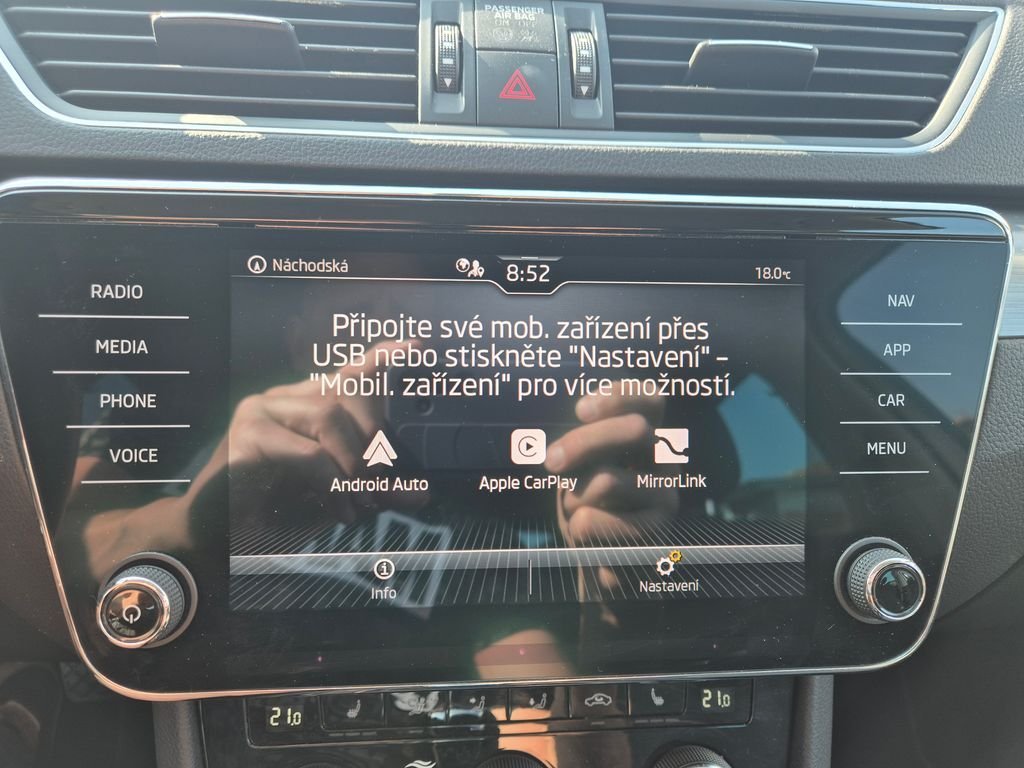 PASSENGER
AIR BAG
ON OFF
Náchodská
8:52
18.0°C
RADIO
MEDIA
PHONE
VOICE
Připojte své mob. zařízení přes
USB nebo stiskněte "Nastavení" –
"Mobil. zařízení" pro více možností.
Android Auto
Apple CarPlay
MirrorLink
Info
Nastavení
NAV
APP
CAR
MENU
21.0
21.0